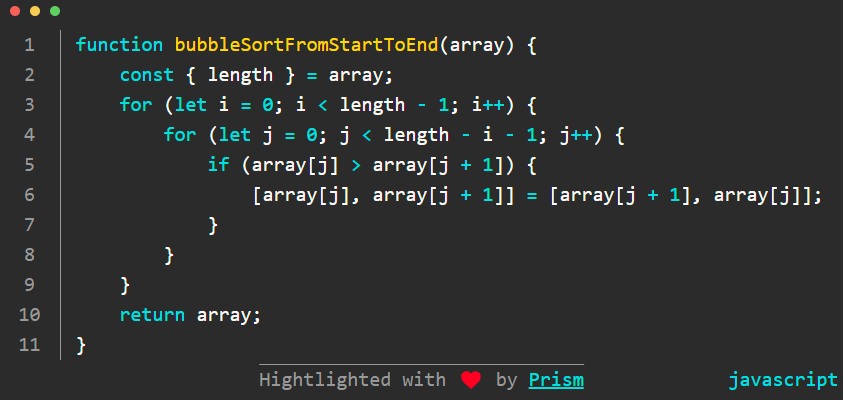 1 function bubbleSortFromStartToEnd(array) {
2     const { length } = array;
3     for (let i = 0; i < length - 1; i++) {
4         for (let j = 0; j < length - i - 1; j++) {
5             if (array[j] > array[j + 1]) {
6                 [array[j], array[j + 1]] = [array[j + 1], array[j]];
7             }
8         }
9     }
10     return array;
11 }
Hightlighted with ❤ by Prism
javascript